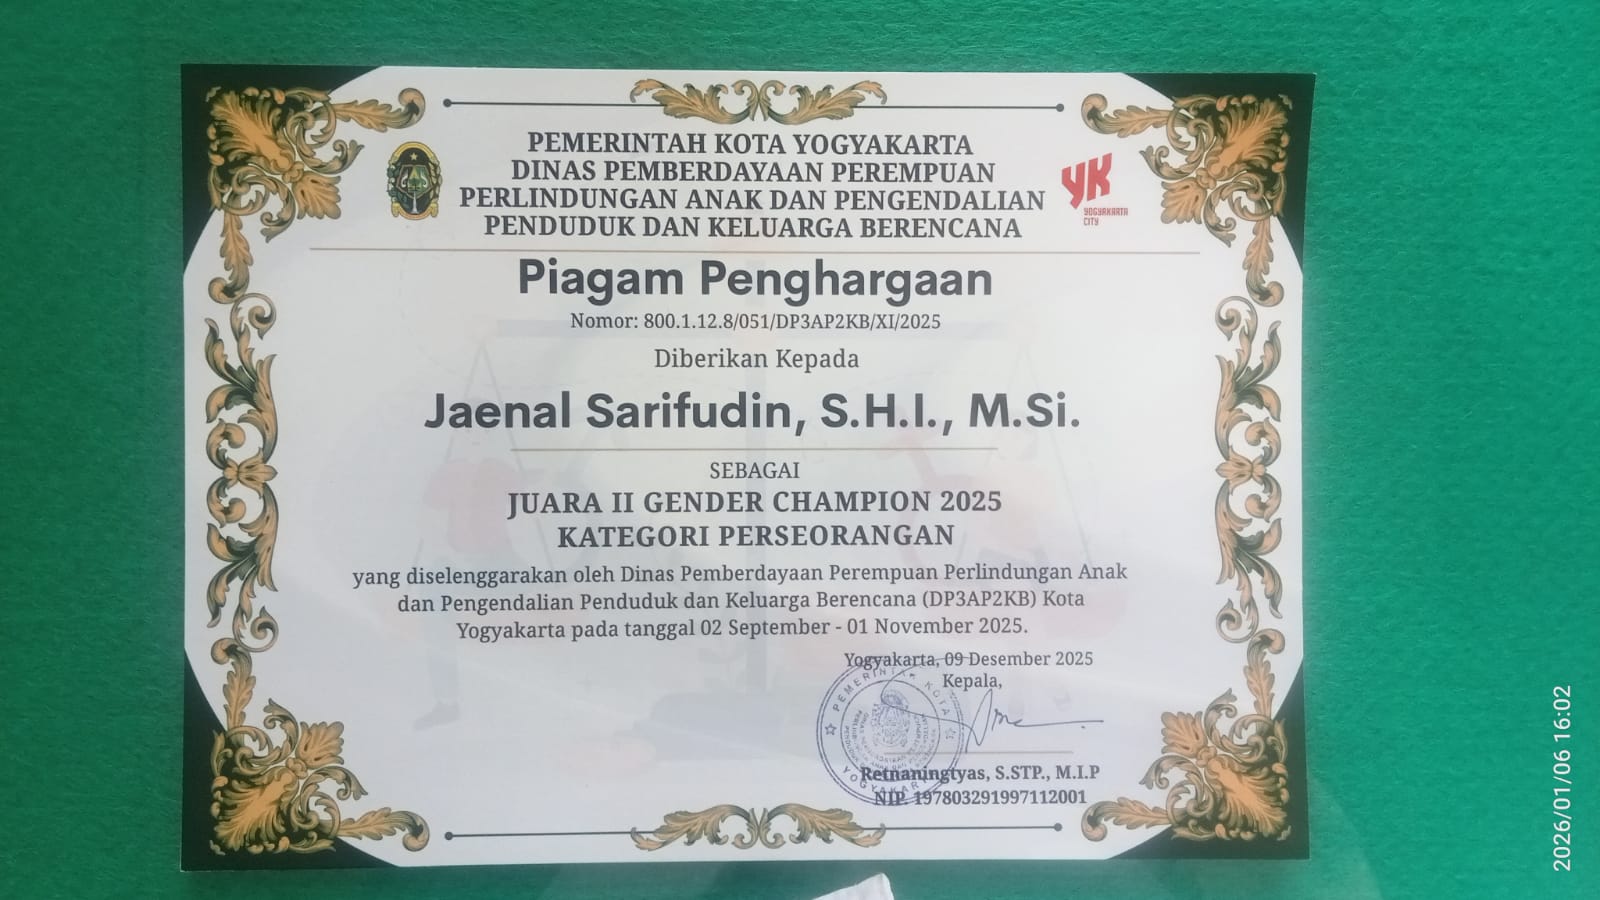 PEMERINTAH KOTA YOGYAKARTA
DINAS PEMBERDAYAAN PEREMPUAN
PERLINDUNGAN ANAK DAN PENGENDALIAN
PENDUDUK DAN KELUARGA BERENCANA
YK
YOGYAKARTA
CITY
Piagam Penghargaan
Nomor: 800.1.12.8/051/DP3AP2KB/XI/2025
Diberikan Kepada
Jaenal Sarifudin, S.H.I., M.Si.
SEBAGAI
JUARA II GENDER CHAMPION 2025
KATEGORI PERSEORANGAN
yang diselenggarakan oleh Dinas Pemberdayaan Perempuan Perlindungan Anak
dan Pengendalian Penduduk dan Keluarga Berencana (DP3AP2KB) Kota
Yogyakarta pada tanggal 02 September - 01 November 2025.
Yogyakarta, 09 Desember 2025
Kepala,
PEMERINTAH KOTA
YOGYAKARTA
Retnaningtyas, S.STP., M.I.P
NIP. 197803291997112001
2026/01/06 16:02